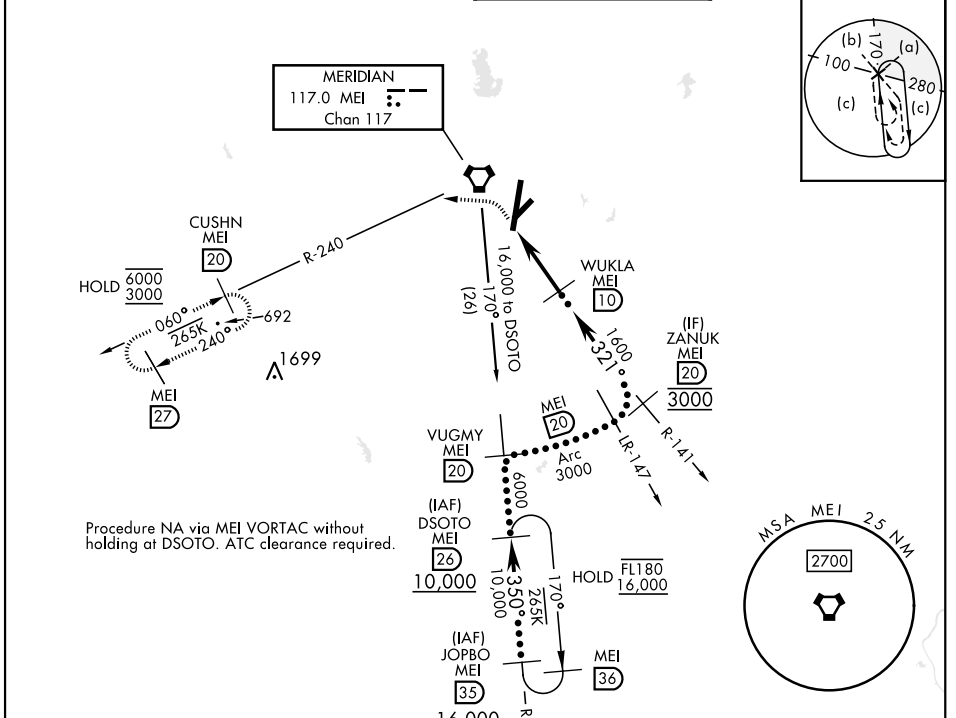 MERIDIAN
117.0 MEI
Chan 117
(b)
170
(a)
100
280
(c)
(c)
CUSHN
MEI
20
R-240
HOLD 6000
3000
060°
265K
240°
692
1699
MEI
27
16,000 to DSOTO
170°
(26)
WUKLA
MEI
10
1600
321°
(IF)
ZANUK
MEI
20
3000
R-141
LR-147
MEI
20
Arc
3000
VUGMY
MEI
20
6000
(IAF)
DSOTO
MEI
26
10,000
Procedure NA via MEI VORTAC without
holding at DSOTO. ATC clearance required.
350°
10,000
265K
170°
HOLD FL180
16,000
(IAF)
JOPBO
MEI
35
16,000
R
MEI
36
MSA MEI 25 NM
2700